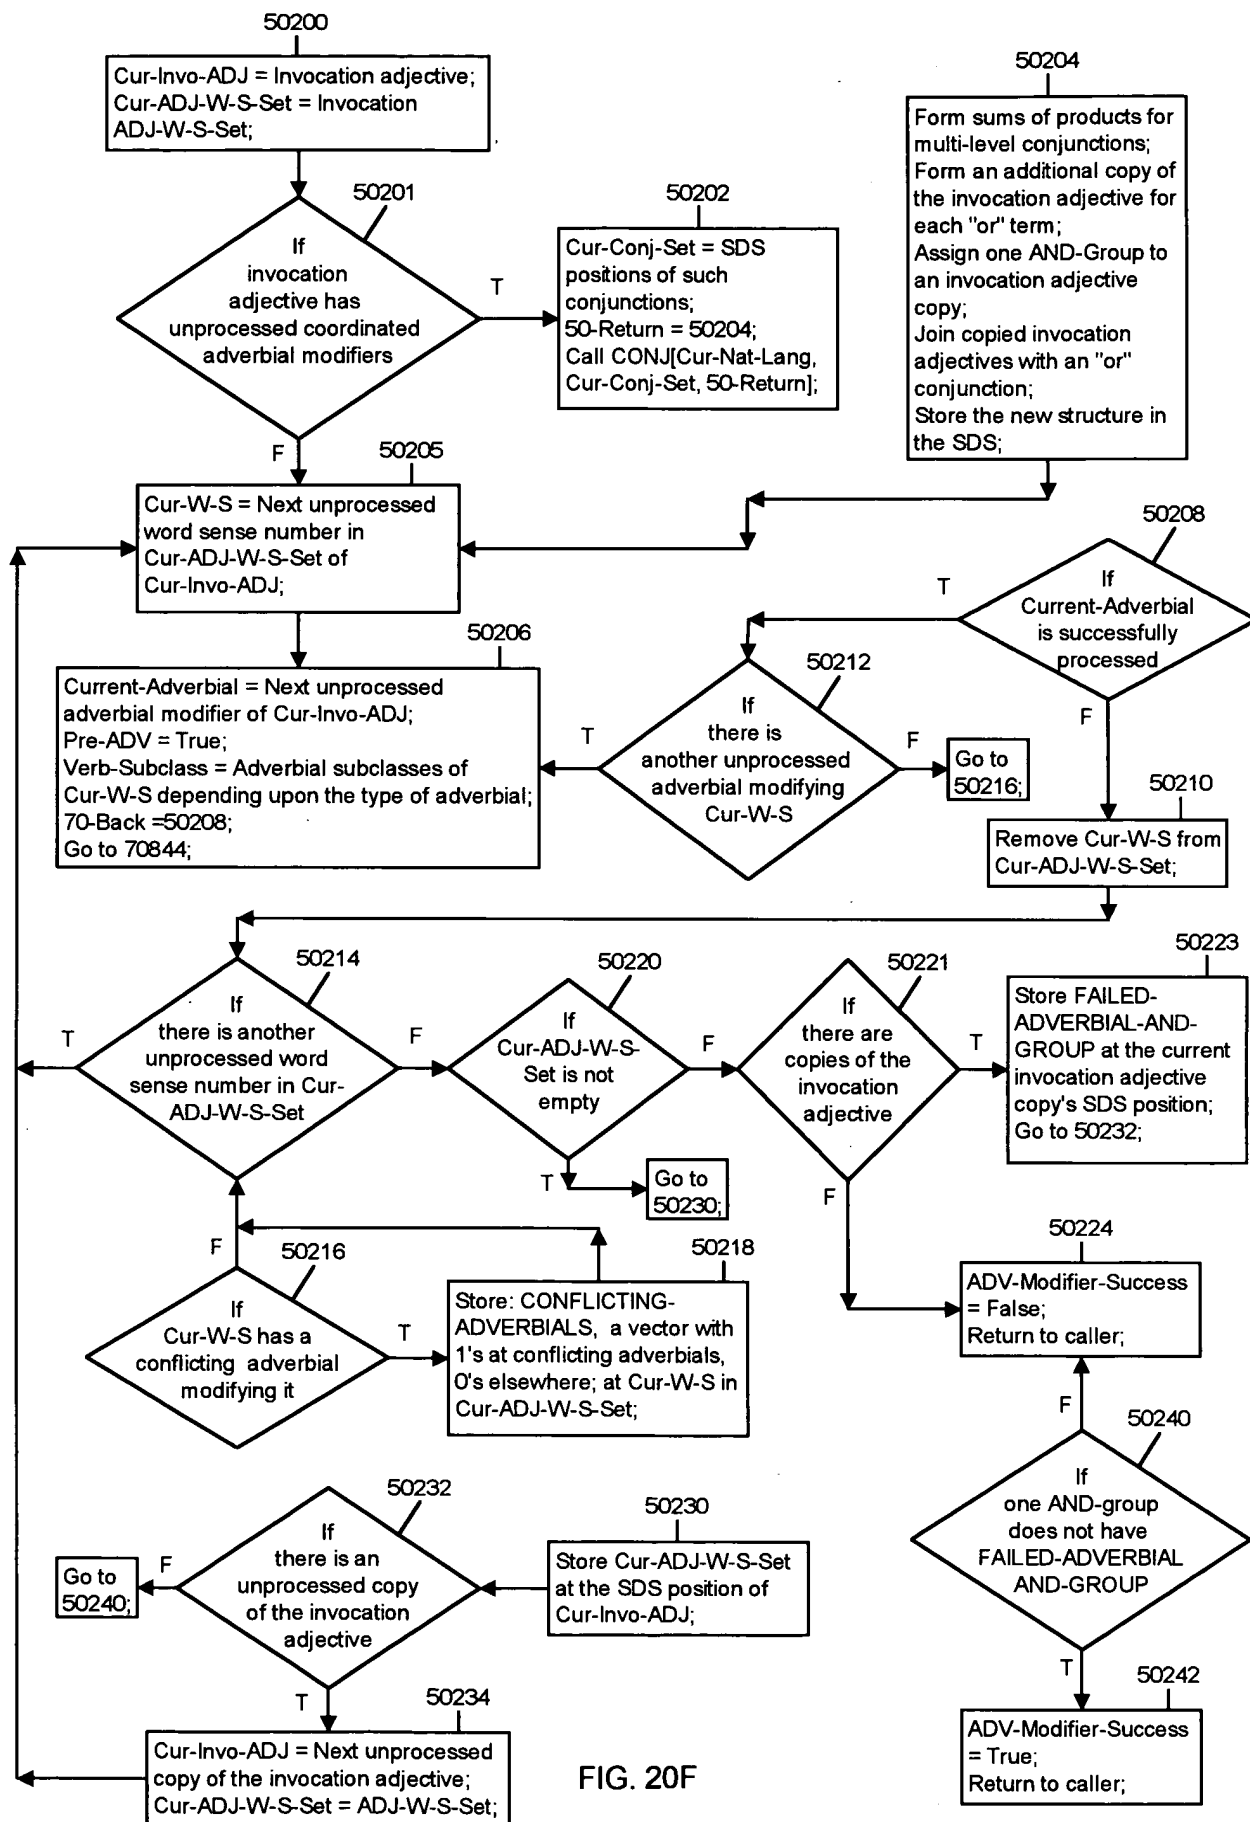 50200
Cur-Invo-ADJ = Invocation adjective;
Cur-ADJ-W-S-Set = Invocation
ADJ-W-S-Set;
50201
If
invocation
adjective has
unprocessed coordinated
adverbial modifiers
T
F
50202
Cur-Conj-Set = SDS
positions of such
conjunctions;
50-Return = 50204;
Call CONJ[Cur-Nat-Lang,
Cur-Conj-Set, 50-Return];
50204
Form sums of products for
multi-level conjunctions;
Form an additional copy of
the invocation adjective for
each "or" term;
Assign one AND-Group to
an invocation adjective
copy;
Join copied invocation
adjectives with an "or"
conjunction;
Store the new structure in
the SDS;
50205
Cur-W-S = Next unprocessed
word sense number in
Cur-ADJ-W-S-Set of
Cur-Invo-ADJ;
50206
Current-Adverbial = Next unprocessed
adverbial modifier of Cur-Invo-ADJ;
Pre-ADV = True;
Verb-Subclass = Adverbial subclasses of
Cur-W-S depending upon the type of adverbial;
70-Back =50208;
Go to 70844;
50208
If
Current-Adverbial
is successfully
processed
T
F
50212
If
there is
another unprocessed
adverbial modifying
Cur-W-S
T
F
Go to
50216;
50210
Remove Cur-W-S from
Cur-ADJ-W-S-Set;
50214
If
there is another
unprocessed word
sense number in Cur-
ADJ-W-S-Set
T
F
50220
If
Cur-ADJ-W-S-
Set is not
empty
F
T
Go to
50230;
50221
If
there are
copies of the
invocation
adjective
T
F
50223
Store FAILED-
ADVERBIAL-AND-
GROUP at the current
invocation adjective
copy's SDS position;
Go to 50232;
50216
If
Cur-W-S has a
conflicting adverbial
modifying it
F
T
50218
Store: CONFLICTING-
ADVERBIALS, a vector with
1's at conflicting adverbials,
0's elsewhere; at Cur-W-S in
Cur-ADJ-W-S-Set;
50224
ADV-Modifier-Success
= False;
Return to caller;
F
50240
If
one AND-group
does not have
FAILED-ADVERBIAL
AND-GROUP
T
50232
If
there is an
unprocessed copy
of the invocation
adjective
F
T
Go to
50240;
50230
Store Cur-ADJ-W-S-Set
at the SDS position of
Cur-Invo-ADJ;
50234
Cur-Invo-ADJ = Next unprocessed
copy of the invocation adjective;
Cur-ADJ-W-S-Set = ADJ-W-S-Set;
50242
ADV-Modifier-Success
= True;
Return to caller;
FIG. 20F